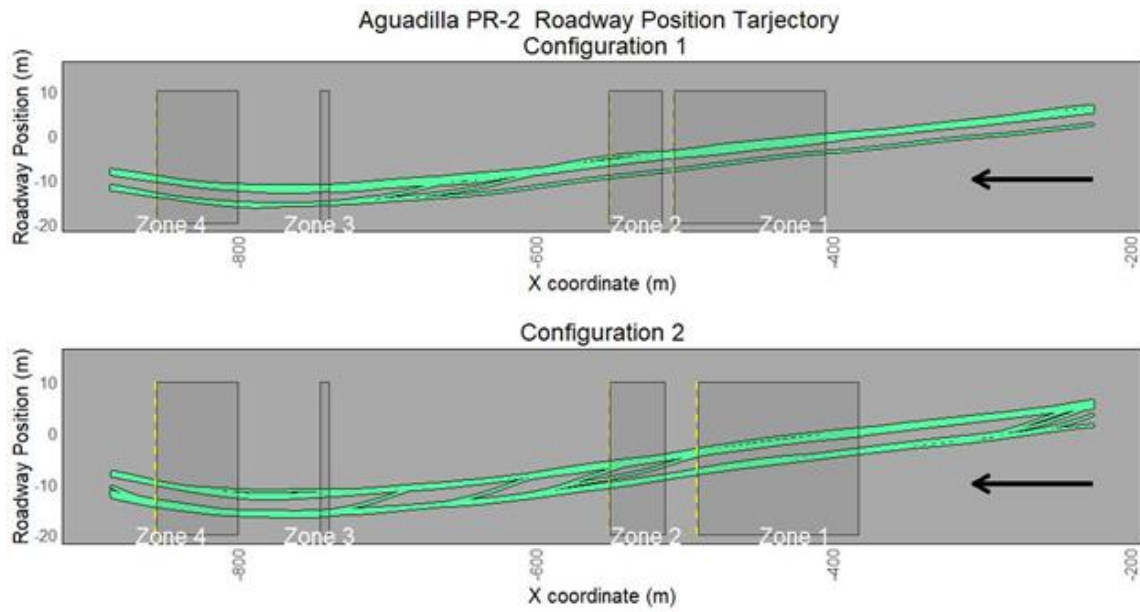 Aguadilla PR-2 Roadway Position Tarjectory
Configuration 1
Roadway Position (m)
10
0
-10
-20
Zone 4
Zone 3
Zone 2
Zone 1
-800
-600
-400
-200
X coordinate (m)
Configuration 2
Roadway Position (m)
10
0
-10
-20
Zone 4
Zone 3
Zone 2
Zone 1
-800
-600
-400
-200
X coordinate (m)